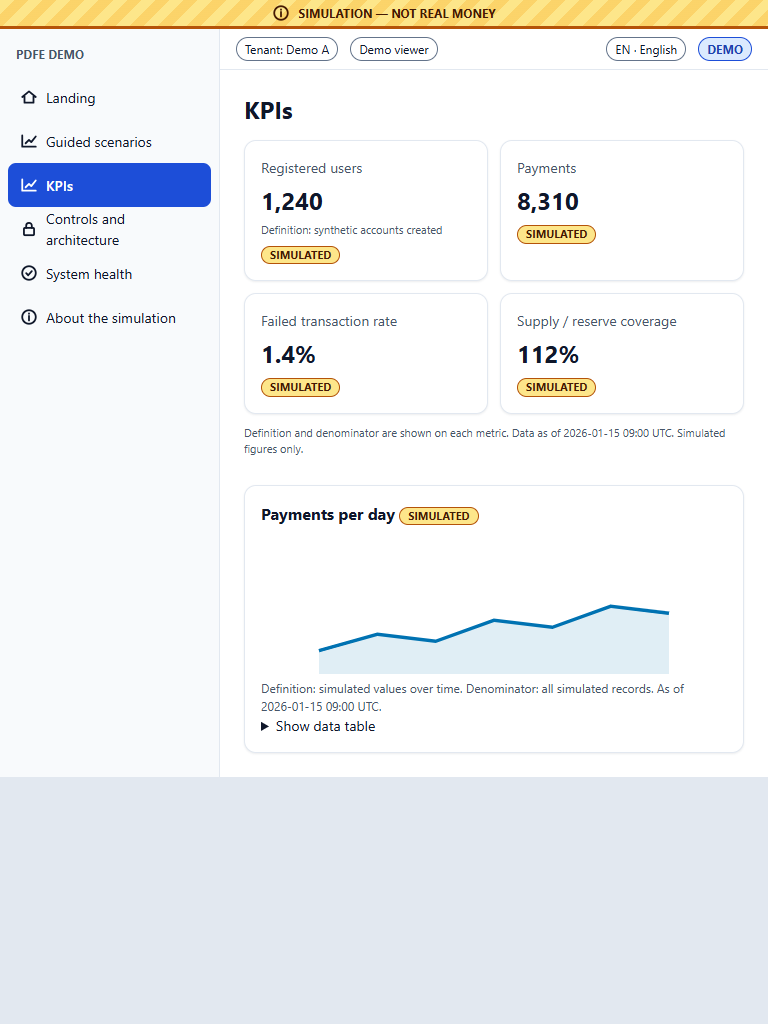 SIMULATION — NOT REAL MONEY
PDFE DEMO
Tenant: Demo A
Demo viewer
EN · English
DEMO
Landing
Guided scenarios
KPIs
Controls and
architecture
System health
About the simulation
KPIs
Registered users
1,240
Definition: synthetic accounts created
SIMULATED
Payments
8,310
SIMULATED
Failed transaction rate
1.4%
SIMULATED
Supply / reserve coverage
112%
SIMULATED
Definition and denominator are shown on each metric. Data as of 2026-01-15 09:00 UTC. Simulated
figures only.
Payments per day SIMULATED
Definition: simulated values over time. Denominator: all simulated records. As of
2026-01-15 09:00 UTC.
Show data table